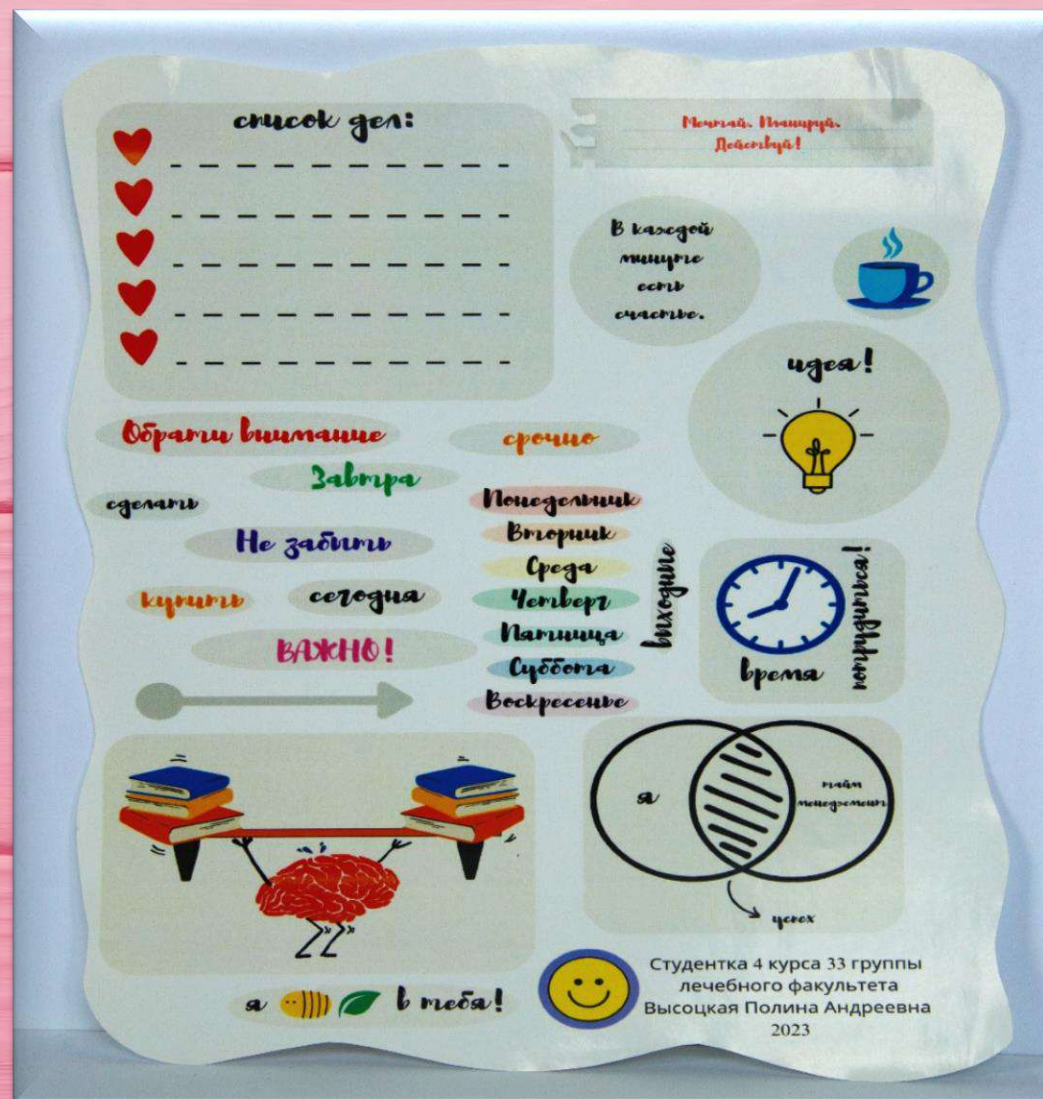 список дел:
Мечтай. Планируй.
Действуй!
В каждой
минуте
есть
счастье.
идея!
Обрати внимание
срочно
Завтра
сделать
Понедельник
Не забыть
Вторник
Среда
купить
сегодня
Четверг
ВАЖНО!
Пятница
Суббота
Воскресенье
выходные
время
потрудиться!
я
тайм
менеджемент
успех
я в тебя!
Студентка 4 курса 33 группы
лечебного факультета
Высоцкая Полина Андреевна
2023